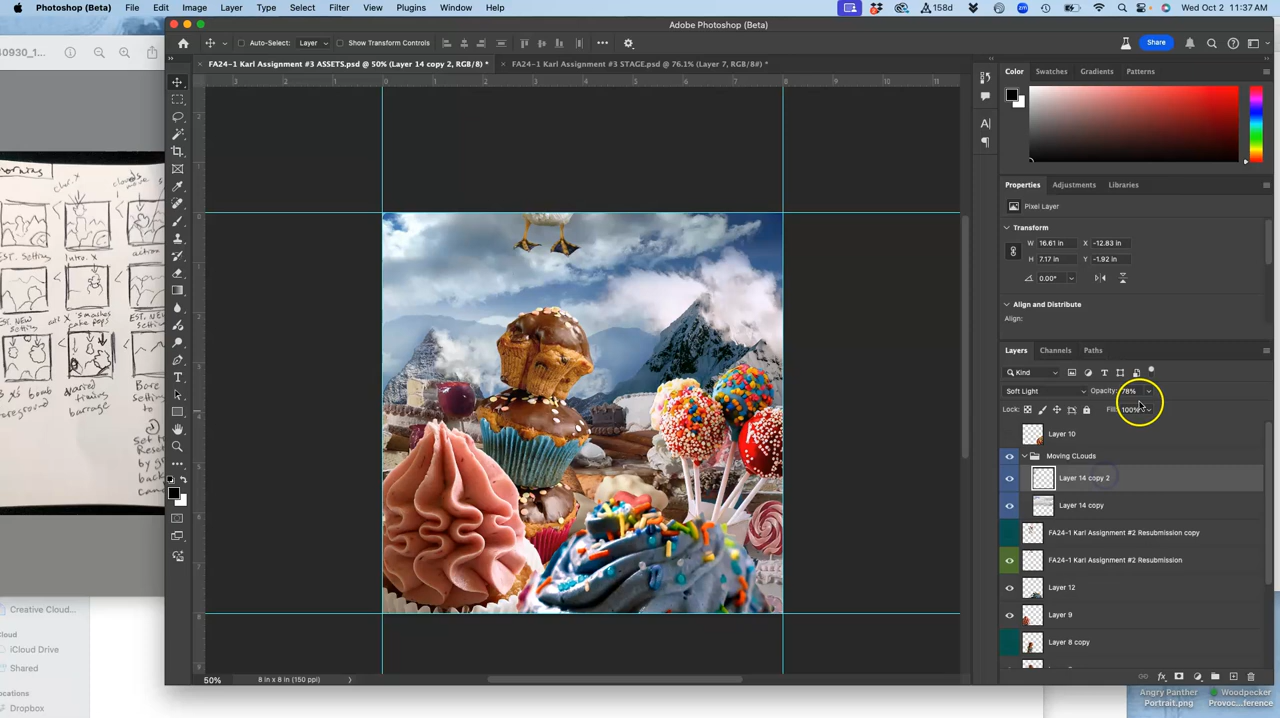 Photoshop (Beta) File Edit Image Layer Type Select Filter View Plugins Window Help
158d
Wed Oct 2 11:37 AM
Adobe Photoshop (Beta)
40930_1...
Auto-Select: Layer Show Transform Controls
Share
FA24-1 Karl Assignment #3 ASSETS.psd @ 50% (Layer 14 copy 2, RGB/8) *
FA24-1 Karl Assignment #3 STAGE.psd @ 76.1% (Layer 7, RGB/8#) *
Color Swatches Gradients Patterns
Properties Adjustments Libraries
Pixel Layer
Transform
W 16.61 in X -12.83 in
H 7.17 in Y -1.92 in
0.00°
Align and Distribute
Align:
Layers Channels Paths
Kind
Soft Light Opacity: 78%
Lock: Fill: 100%
Layer 10
Moving CLouds
Layer 14 copy 2
Layer 14 copy
FA24-1 Karl Assignment #2 Resubmission copy
FA24-1 Karl Assignment #2 Resubmission
Layer 12
Layer 9
Layer 8 copy
50% 8 in x 8 in (150 ppi)
Creative Cloud...
iCloud Drive
Shared
Dropbox
Angry Panther
Portrait.png
Woodpecker
Provoc...ference